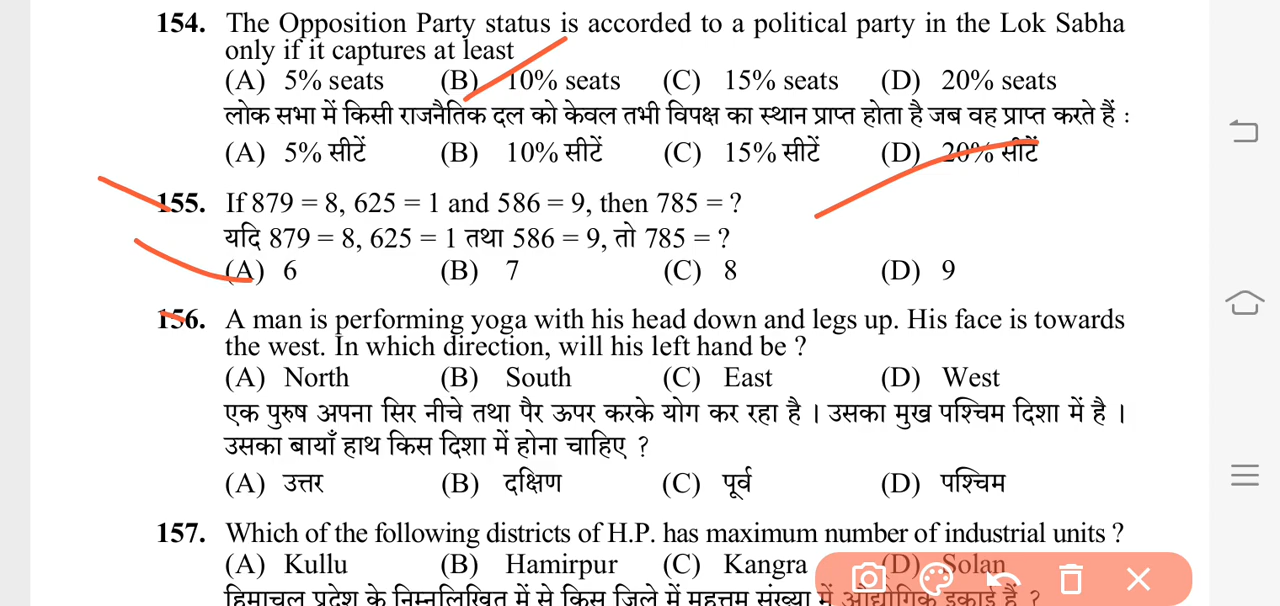 154. The Opposition Party status is accorded to a political party in the Lok Sabha
only if it captures at least
(A) 5% seats (B) 10% seats (C) 15% seats (D) 20% seats
लोक सभा में किसी राजनैतिक दल को केवल तभी विपक्ष का स्थान प्राप्त होता है जब वह प्राप्त करते हैं :
(A) 5% सीटें (B) 10% सीटें (C) 15% सीटें (D) 20% सीटें
155. If 879 = 8, 625 = 1 and 586 = 9, then 785 = ?
यदि 879 = 8, 625 = 1 तथा 586 = 9, तो 785 = ?
(A) 6 (B) 7 (C) 8 (D) 9
156. A man is performing yoga with his head down and legs up. His face is towards
the west. In which direction, will his left hand be ?
(A) North (B) South (C) East (D) West
एक पुरुष अपना सिर नीचे तथा पैर ऊपर करके योग कर रहा है । उसका मुख पश्चिम दिशा में है ।
उसका बायाँ हाथ किस दिशा में होना चाहिए ?
(A) उत्तर (B) दक्षिण (C) पूर्व (D) पश्चिम
157. Which of the following districts of H.P. has maximum number of industrial units ?
(A) Kullu (B) Hamirpur (C) Kangra (D) Solan
हिमाचल प्रदेश के निम्नलिखित में से किस जिले में महत्तम संख्या में औद्योगिक इकाई हैं ?